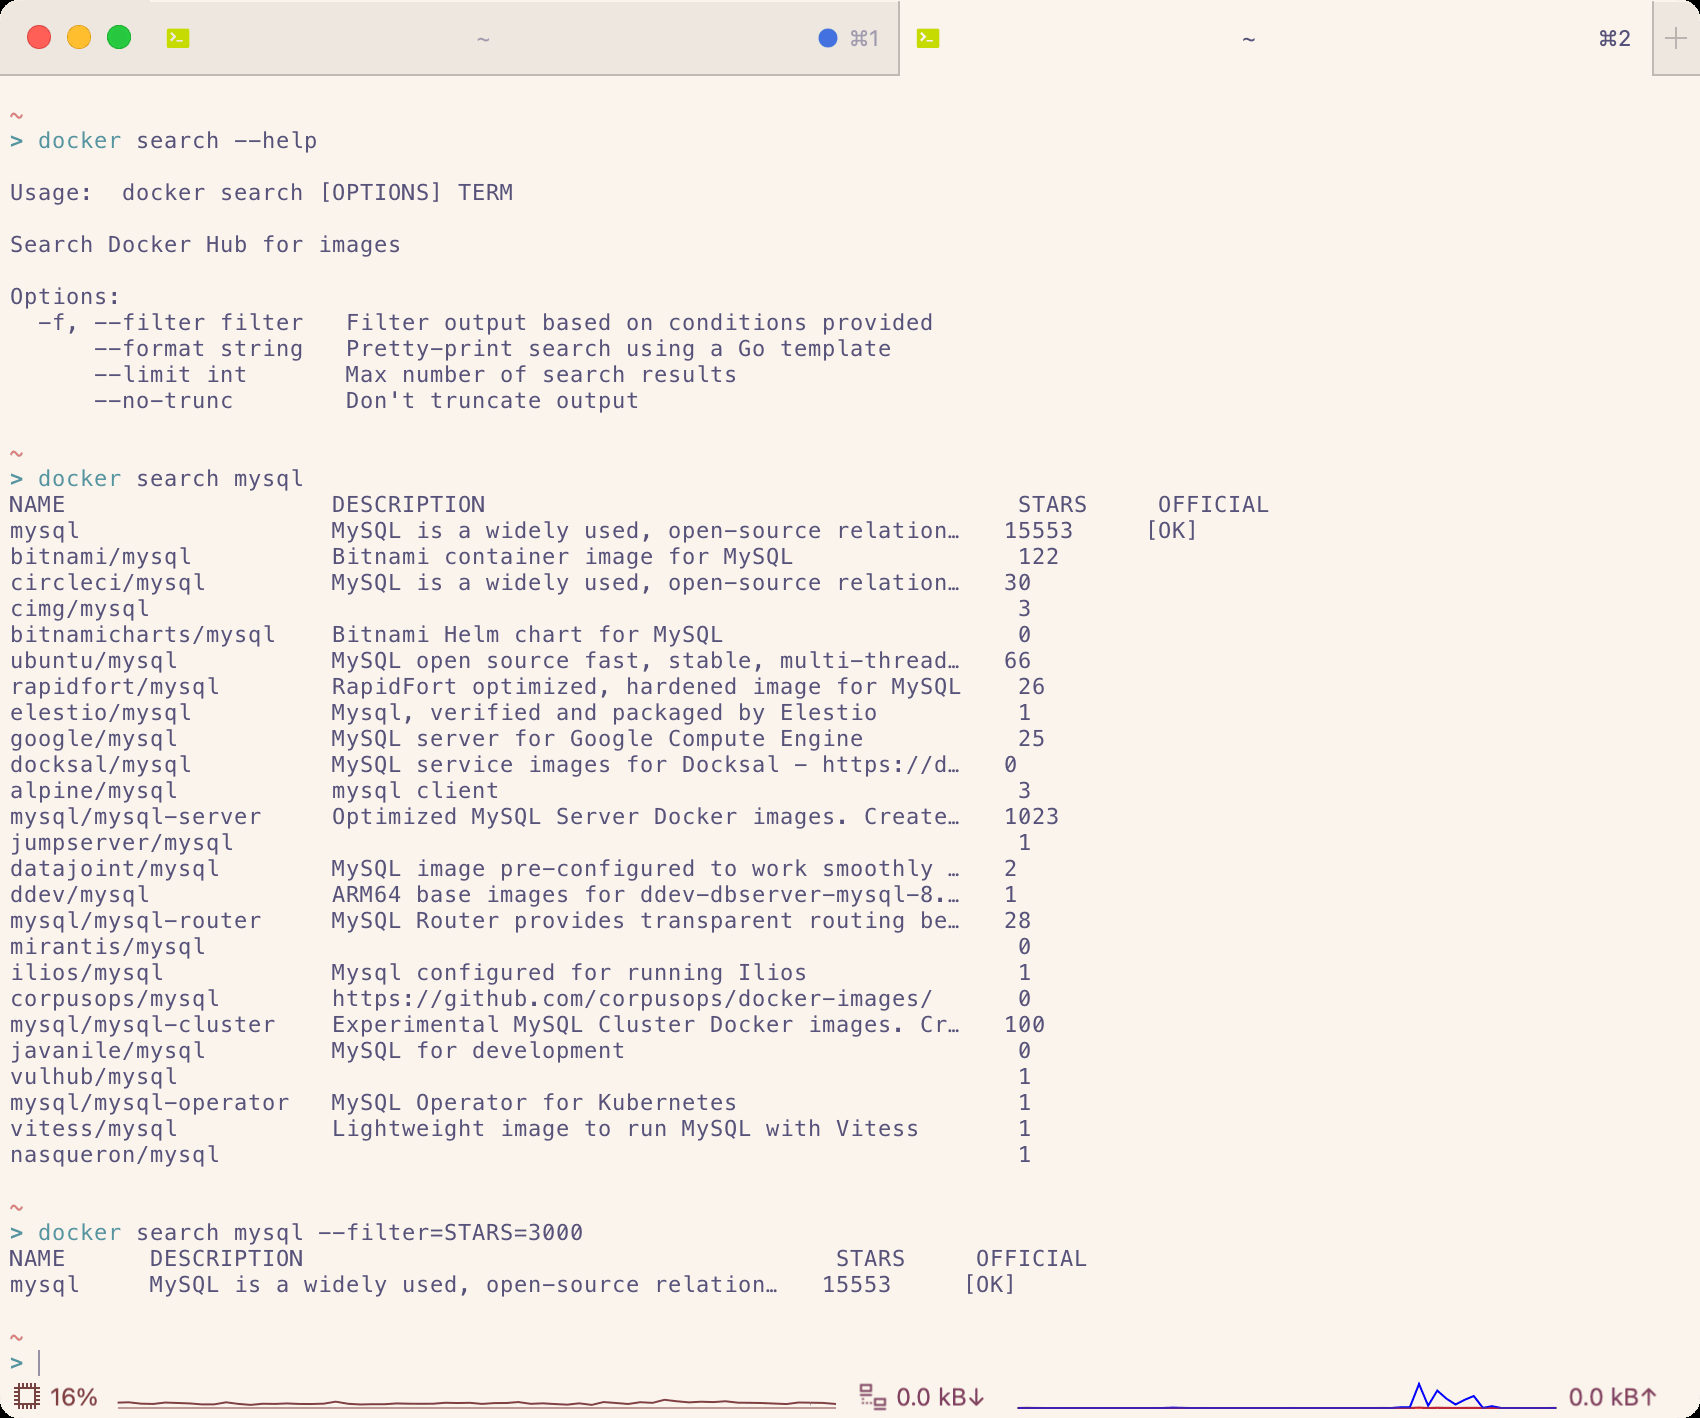 ~ ⌘1 ~ ⌘2
~
> docker search --help
Usage:  docker search [OPTIONS] TERM
Search Docker Hub for images
Options:
  -f, --filter filter   Filter output based on conditions provided
      --format string   Pretty-print search using a Go template
      --limit int       Max number of search results
      --no-trunc        Don't truncate output
~
> docker search mysql
NAME                   DESCRIPTION                                      STARS     OFFICIAL
mysql                  MySQL is a widely used, open-source relation…   15553     [OK]
bitnami/mysql          Bitnami container image for MySQL                122
circleci/mysql         MySQL is a widely used, open-source relation…   30
cimg/mysql                                                              3
bitnamicharts/mysql    Bitnami Helm chart for MySQL                     0
ubuntu/mysql           MySQL open source fast, stable, multi-thread…   66
rapidfort/mysql        RapidFort optimized, hardened image for MySQL    26
elestio/mysql          Mysql, verified and packaged by Elestio          1
google/mysql           MySQL server for Google Compute Engine           25
docksal/mysql          MySQL service images for Docksal - https://d…   0
alpine/mysql           mysql client                                     3
mysql/mysql-server     Optimized MySQL Server Docker images. Create…   1023
jumpserver/mysql                                                        1
datajoint/mysql        MySQL image pre-configured to work smoothly …   2
ddev/mysql             ARM64 base images for ddev-dbserver-mysql-8.…   1
mysql/mysql-router     MySQL Router provides transparent routing be…   28
mirantis/mysql                                                          0
ilios/mysql            Mysql configured for running Ilios               1
corpusops/mysql        https://github.com/corpusops/docker-images/      0
mysql/mysql-cluster    Experimental MySQL Cluster Docker images. Cr…   100
javanile/mysql         MySQL for development                            0
vulhub/mysql                                                            1
mysql/mysql-operator   MySQL Operator for Kubernetes                    1
vitess/mysql           Lightweight image to run MySQL with Vitess       1
nasqueron/mysql                                                         1
~
> docker search mysql --filter=STARS=3000
NAME      DESCRIPTION                                      STARS     OFFICIAL
mysql     MySQL is a widely used, open-source relation…   15553     [OK]
~
>
16% 0.0 kB↓ 0.0 kB↑